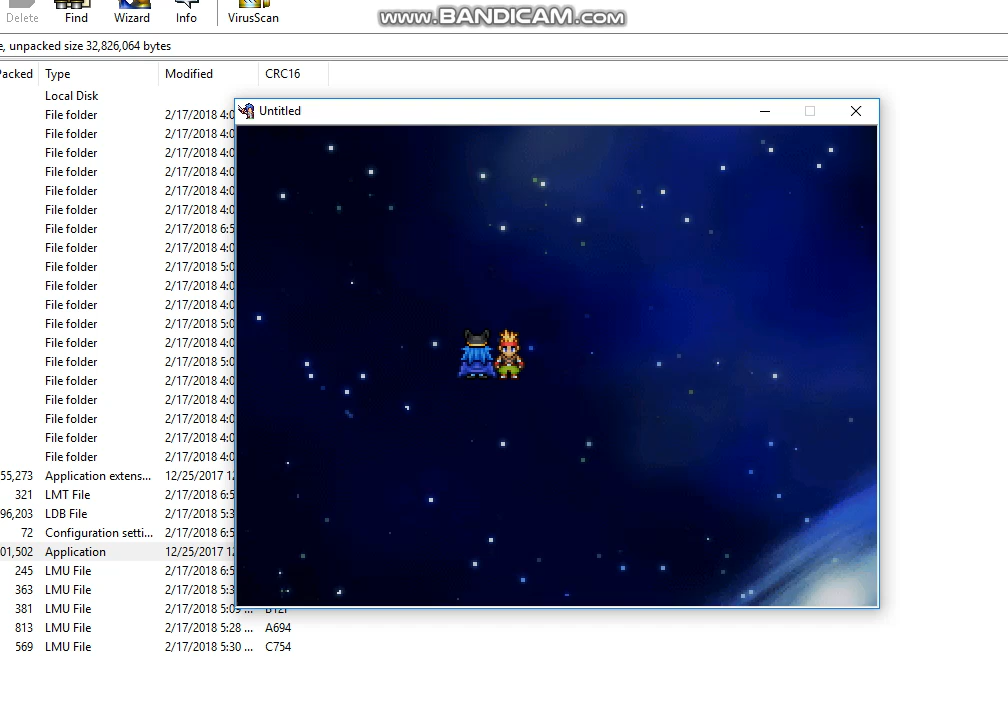 Delete Find Wizard Info VirusScan
www.BANDICAM.com
e, unpacked size 32,826,064 bytes
Packed Type Modified CRC16
Local Disk
File folder 2/17/2018 4:0
File folder 2/17/2018 4:0
File folder 2/17/2018 4:0
File folder 2/17/2018 4:0
File folder 2/17/2018 4:0
File folder 2/17/2018 4:0
File folder 2/17/2018 6:5
File folder 2/17/2018 4:0
File folder 2/17/2018 5:0
File folder 2/17/2018 4:0
File folder 2/17/2018 4:0
File folder 2/17/2018 5:0
File folder 2/17/2018 4:0
File folder 2/17/2018 5:0
File folder 2/17/2018 4:0
File folder 2/17/2018 4:0
File folder 2/17/2018 4:0
File folder 2/17/2018 4:0
File folder 2/17/2018 4:0
55,273 Application extens... 12/25/2017 12
321 LMT File 2/17/2018 6:5
96,203 LDB File 2/17/2018 5:3
72 Configuration setti... 2/17/2018 6:5
01,502 Application 12/25/2017 12
245 LMU File 2/17/2018 6:5
363 LMU File 2/17/2018 5:3
381 LMU File 2/17/2018 5:09 ...
813 LMU File 2/17/2018 5:28 ... A694
569 LMU File 2/17/2018 5:30 ... C754
Untitled